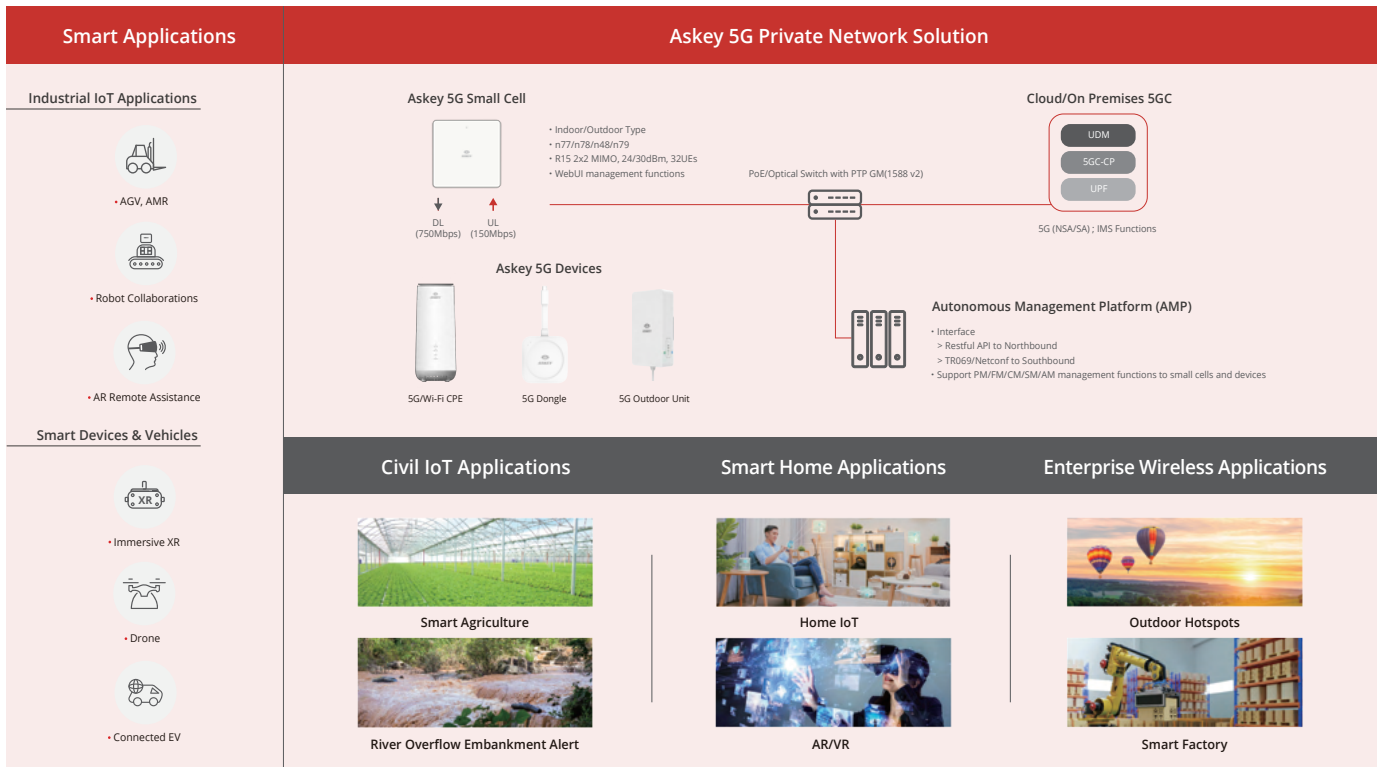 Smart Applications
Askey 5G Private Network Solution
Industrial IoT Applications
• AGV, AMR
• Robot Collaborations
• AR Remote Assistance
Smart Devices & Vehicles
XR
• Immersive XR
• Drone
• Connected EV
Askey 5G Small Cell
• Indoor/Outdoor Type
• n77/n78/n48/n79
• R15 2x2 MIMO, 24/30dBm, 32UEs
• WebUI management functions
DL
(750Mbps)
UL
(150Mbps)
PoE/Optical Switch with PTP GM(1588 v2)
Cloud/On Premises 5GC
UDM
5GC-CP
UPF
5G (NSA/SA) ; IMS Functions
Askey 5G Devices
5G/Wi-Fi CPE
5G Dongle
5G Outdoor Unit
Autonomous Management Platform (AMP)
• Interface
> Restful API to Northbound
> TR069/Netconf to Southbound
• Support PM/FM/CM/SM/AM management functions to small cells and devices
Civil IoT Applications
Smart Home Applications
Enterprise Wireless Applications
Smart Agriculture
Home IoT
Outdoor Hotspots
River Overflow Embankment Alert
AR/VR
Smart Factory